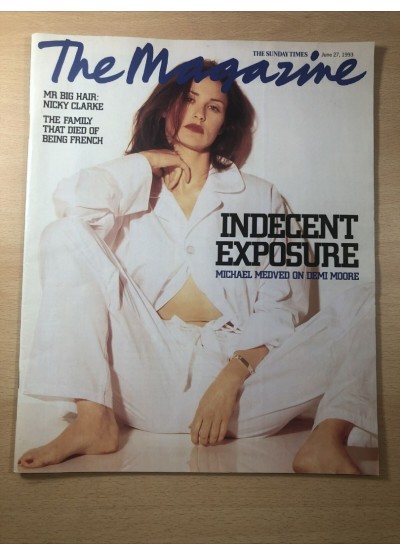 THE SUNDAY TIMES June 27, 1993
The Magazine
MR BIG HAIR:
NICKY CLARKE
THE FAMILY
THAT DIED OF
BEING FRENCH
INDECENT
EXPOSURE
MICHAEL MEDVED ON DEMI MOORE